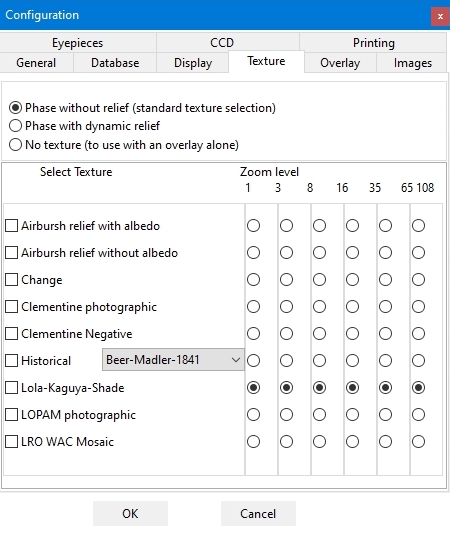 Configuration
x
Eyepieces CCD Printing
General Database Display Texture Overlay Images
Phase without relief (standard texture selection)
Phase with dynamic relief
No texture (to use with an overlay alone)
Select Texture Zoom level
1 3 8 16 35 65 108
Airbursh relief with albedo
Airbursh relief without albedo
Change
Clementine photographic
Clementine Negative
Historical Beer-Madler-1841
Lola-Kaguya-Shade
LOPAM photographic
LRO WAC Mosaic
OK Cancel